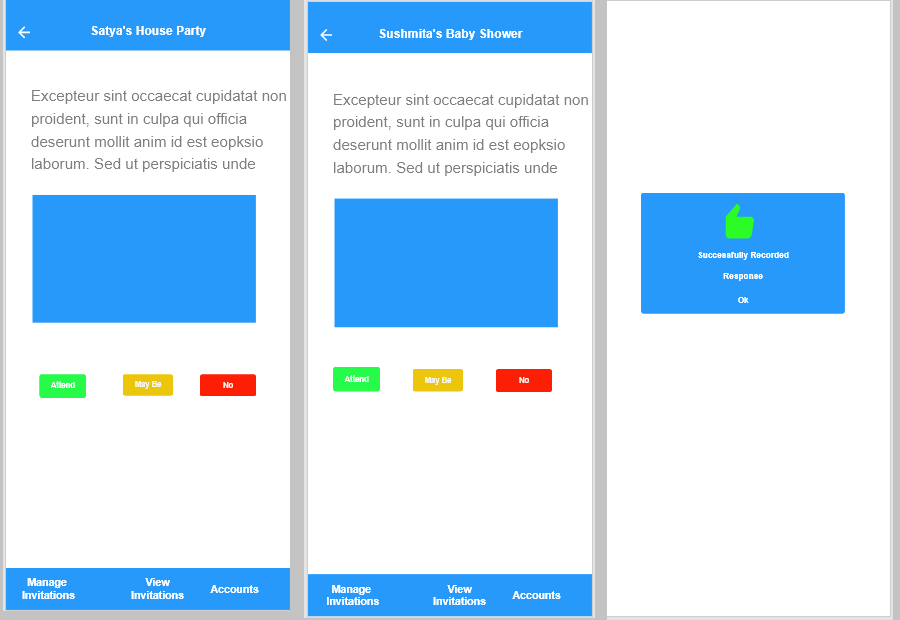 Satya's House Party
Excepteur sint occaecat cupidatat non
proident, sunt in culpa qui officia
deserunt mollit anim id est eopksio
laborum. Sed ut perspiciatis unde
Attend
May Be
No
Manage
Invitations
View
Invitations
Accounts
Sushmita's Baby Shower
Excepteur sint occaecat cupidatat non
proident, sunt in culpa qui officia
deserunt mollit anim id est eopksio
laborum. Sed ut perspiciatis unde
Attend
May Be
No
Manage
Invitations
View
Invitations
Accounts
Successfully Recorded
Response
Ok